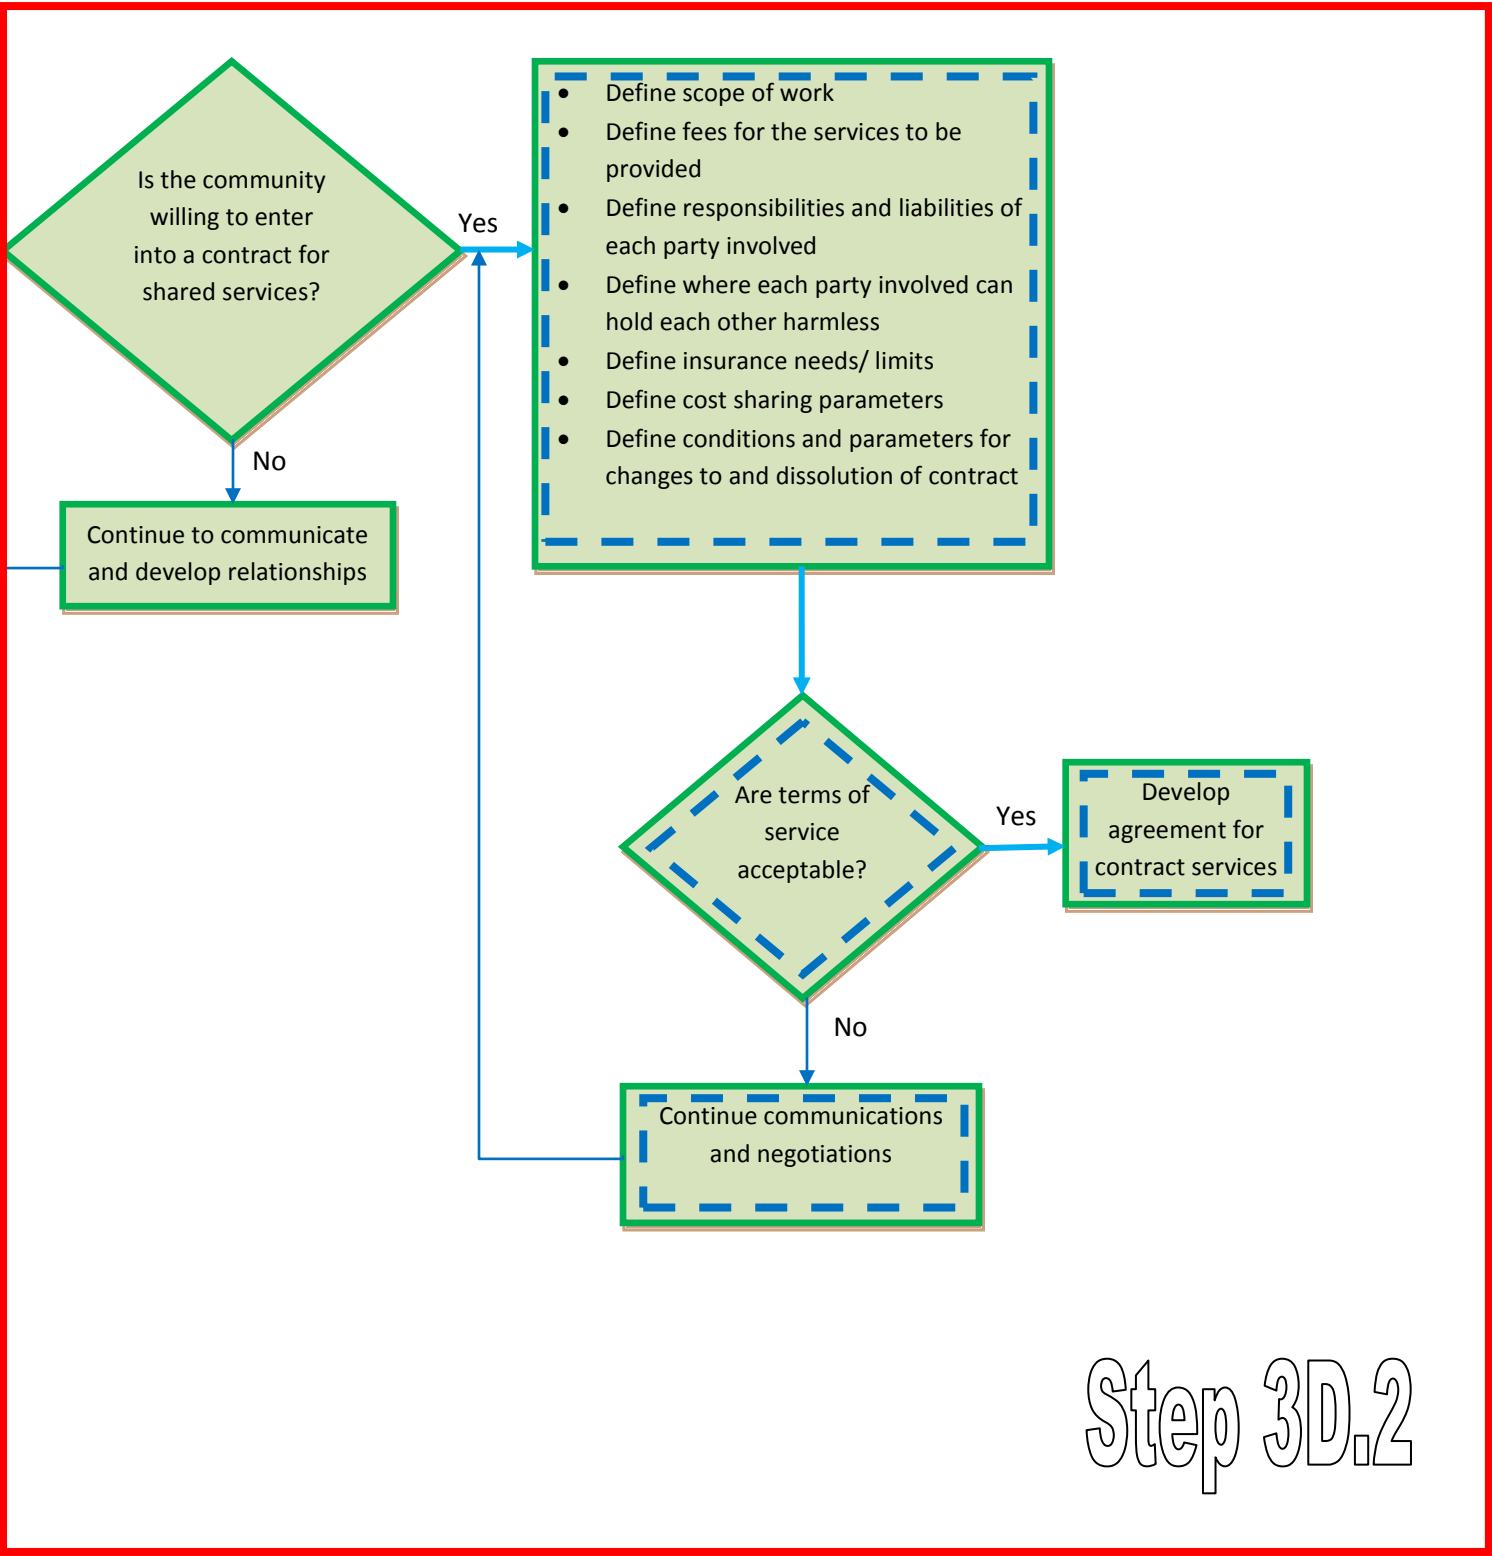 Is the community
willing to enter
into a contract for
shared services?
Yes
No
Continue to communicate
and develop relationships
• Define scope of work
• Define fees for the services to be
provided
• Define responsibilities and liabilities of
each party involved
• Define where each party involved can
hold each other harmless
• Define insurance needs/ limits
• Define cost sharing parameters
• Define conditions and parameters for
changes to and dissolution of contract
Are terms of
service
acceptable?
Yes
Develop
agreement for
contract services
No
Continue communications
and negotiations
Step 3D.2